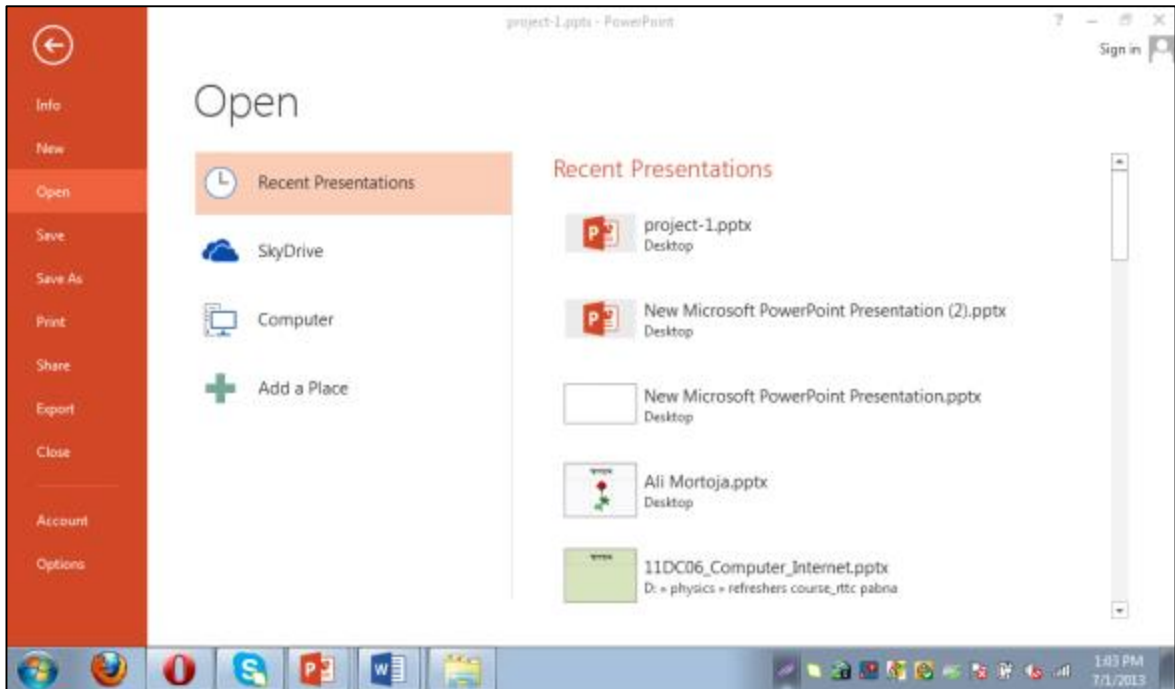 project-1.pptx - PowerPoint
Sign in
Info
New
Open
Save
Save As
Print
Share
Export
Close
Account
Options
Open
Recent Presentations
SkyDrive
Computer
Add a Place
Recent Presentations
project-1.pptx
Desktop
New Microsoft PowerPoint Presentation (2).pptx
Desktop
New Microsoft PowerPoint Presentation.pptx
Desktop
Ali Mortoja.pptx
Desktop
11DC06_Computer_Internet.pptx
D: » physics » refreshers course_rttc pabna
1:03 PM
7/1/2013